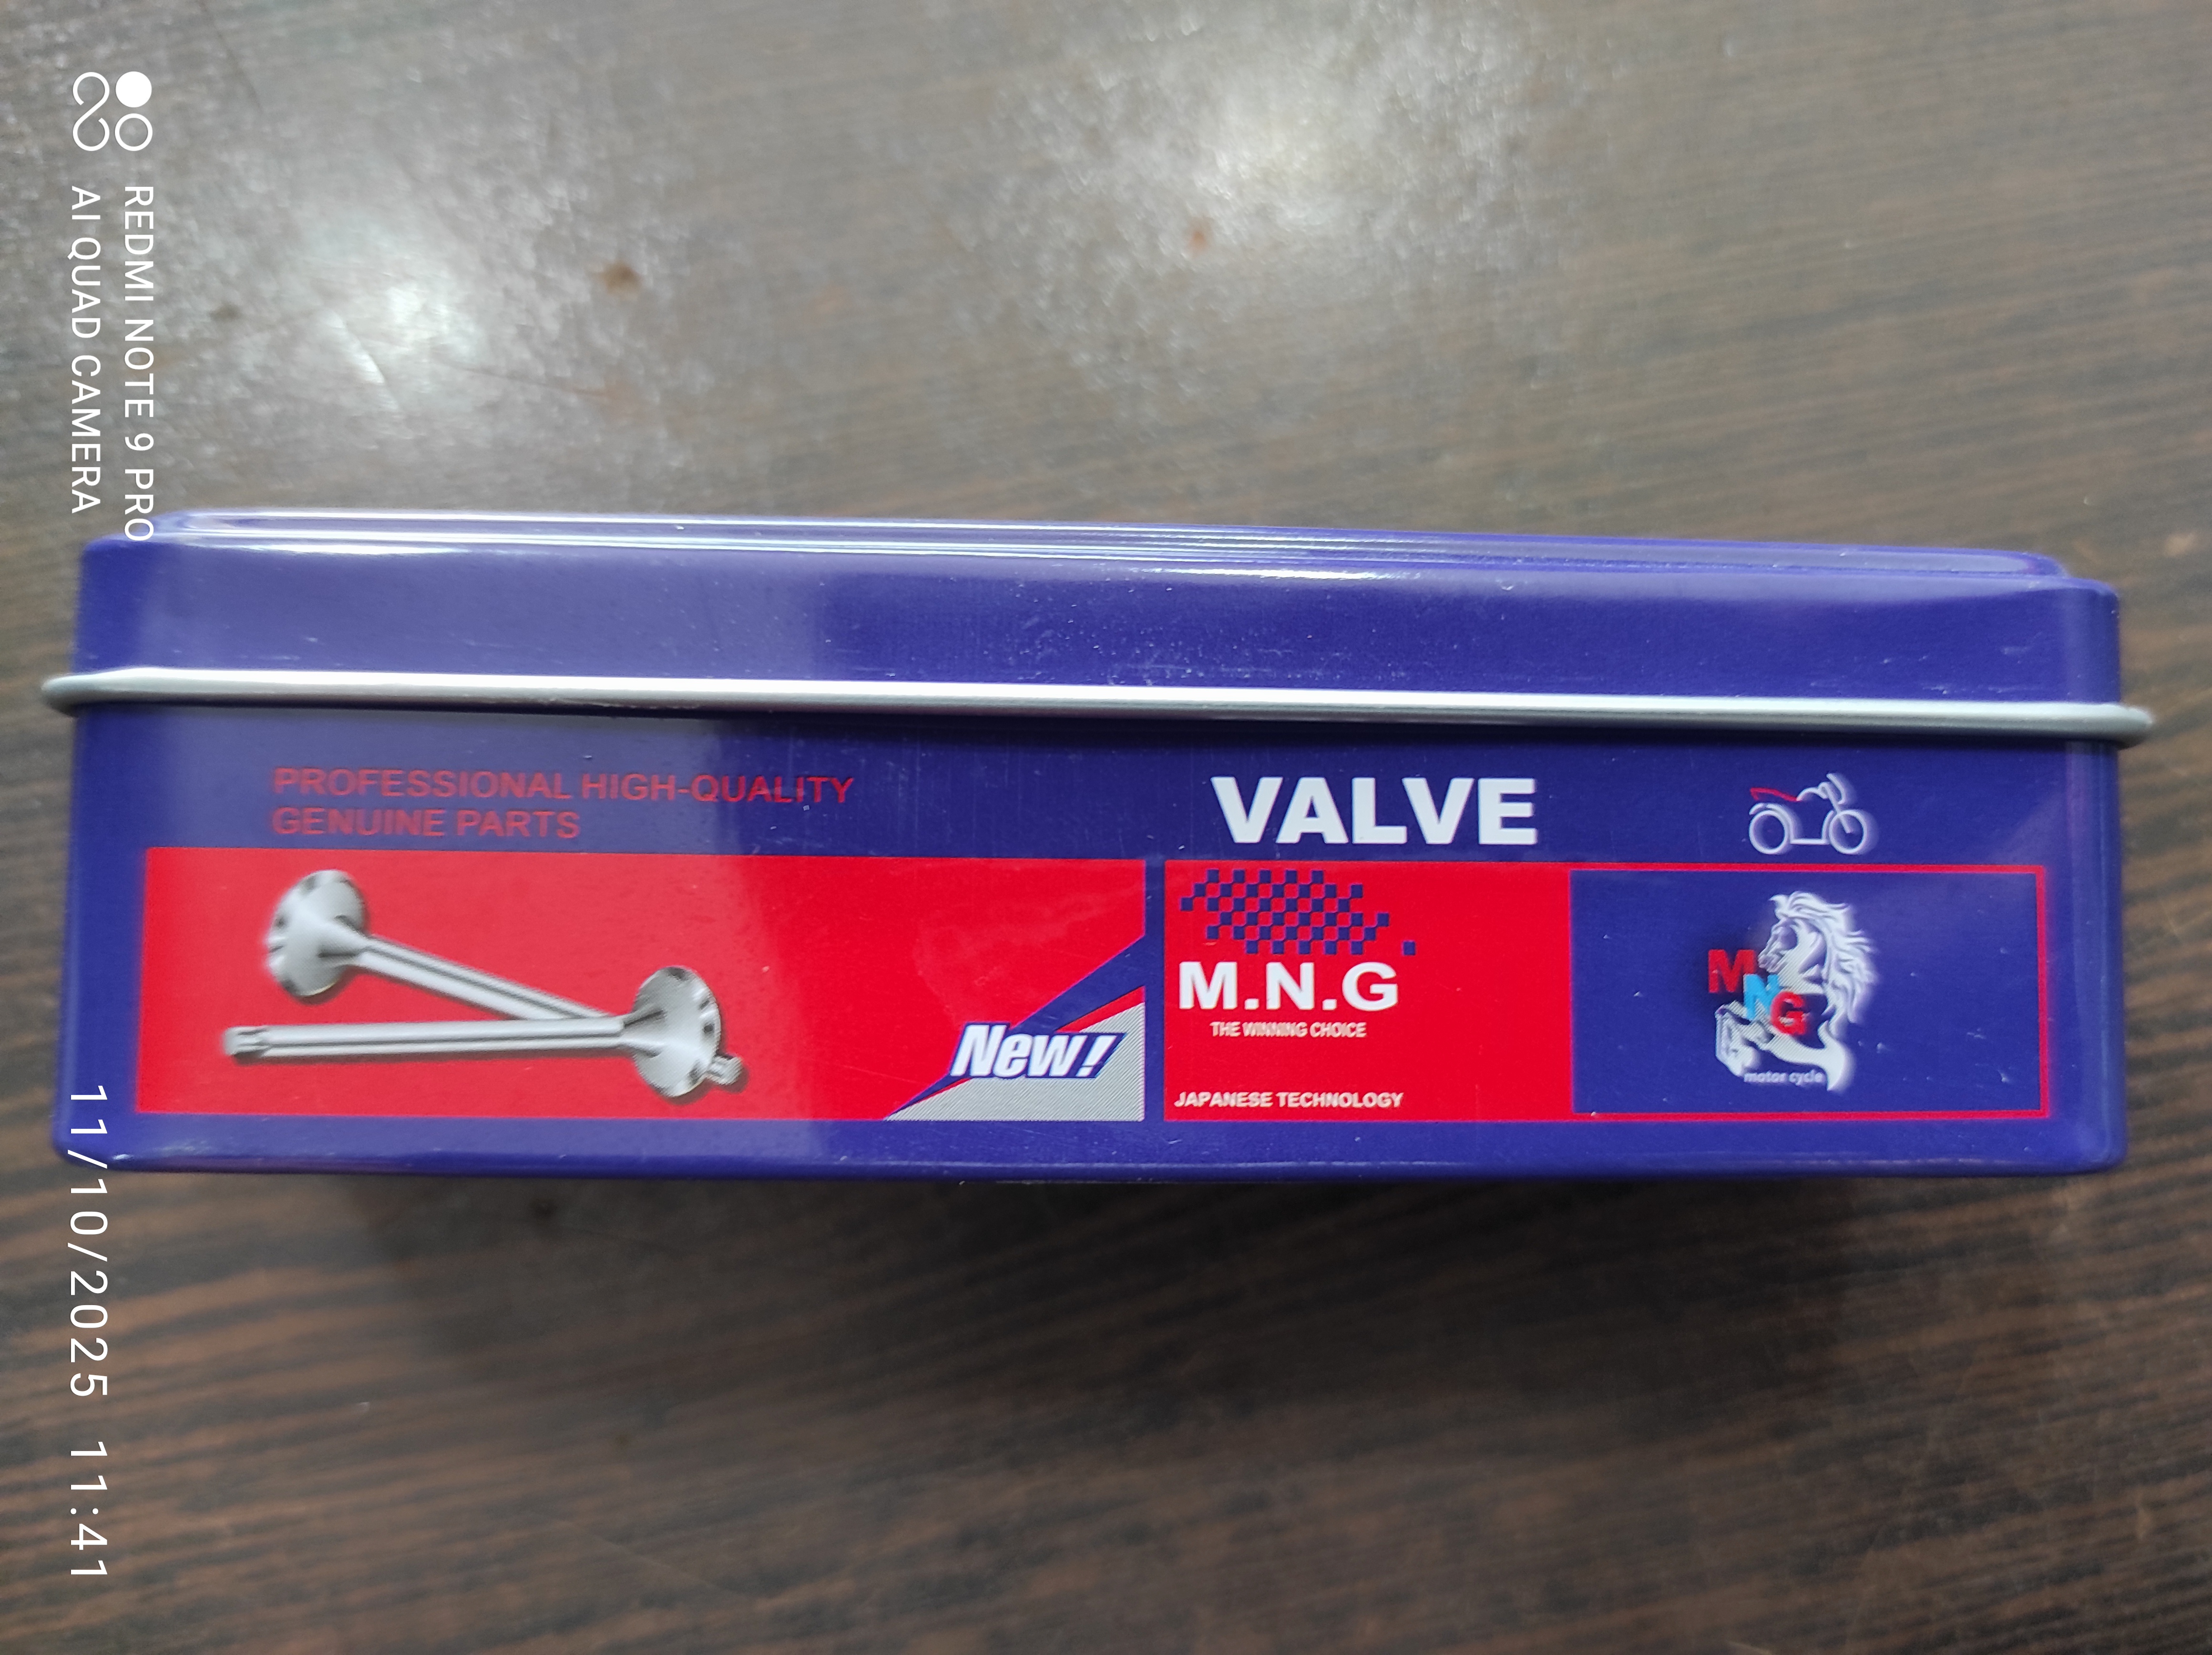 REDMI NOTE 9 PRO
AI QUAD CAMERA
11/10/2025 11:41
PROFESSIONAL HIGH-QUALITY
GENUINE PARTS
New!
VALVE
M.N.G
THE WINNING CHOICE
JAPANESE TECHNOLOGY
MNG
motor cycle